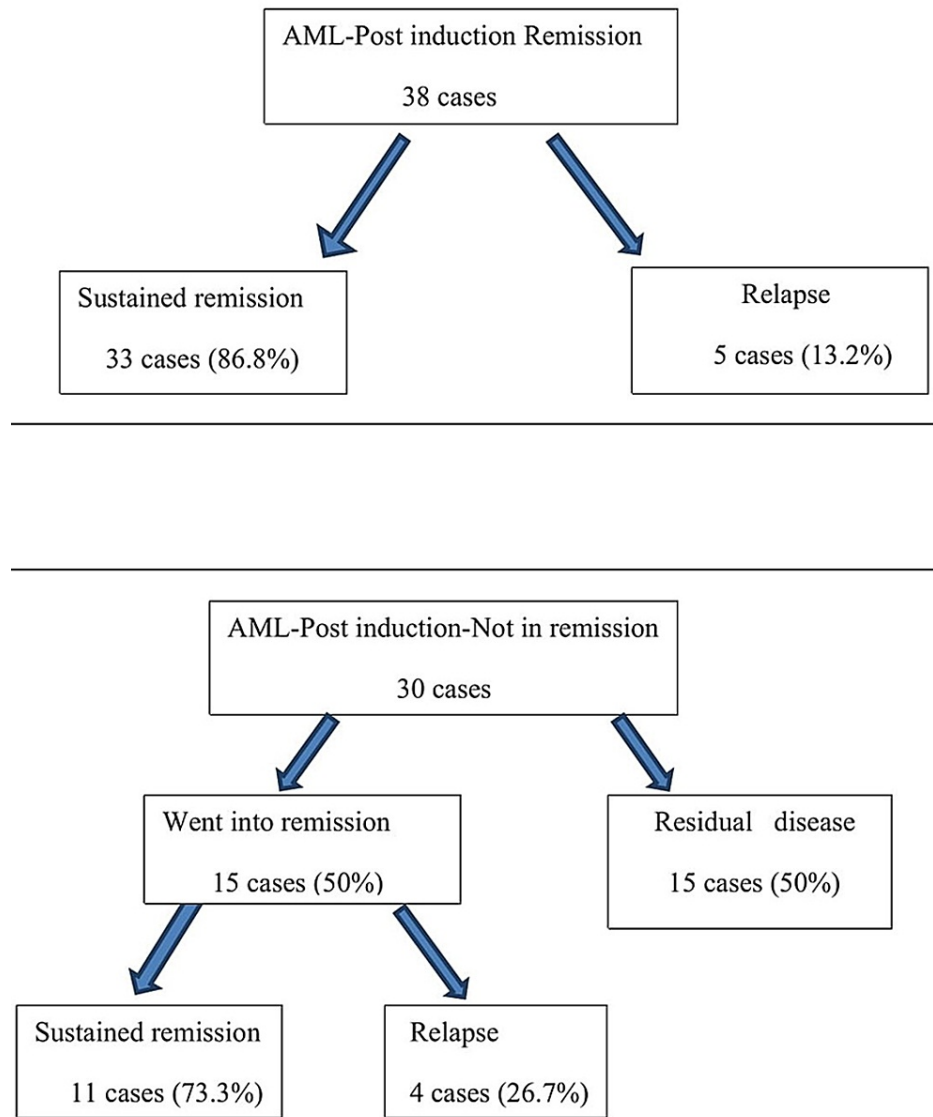 AML-Post induction Remission
38 cases
Sustained remission
33 cases (86.8%)
Relapse
5 cases (13.2%)
AML-Post induction-Not in remission
30 cases
Went into remission
15 cases (50%)
Residual disease
15 cases (50%)
Sustained remission
11 cases (73.3%)
Relapse
4 cases (26.7%)